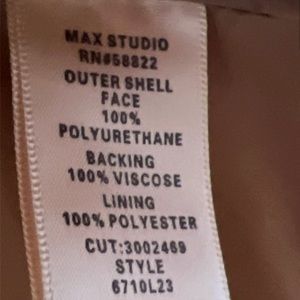 MAX STUDIO
RN#58822
OUTER SHELL
FACE
100%
POLYURETHANE
BACKING
100% VISCOSE
LINING
100% POLYESTER
CUT:3002469
STYLE
6710L23